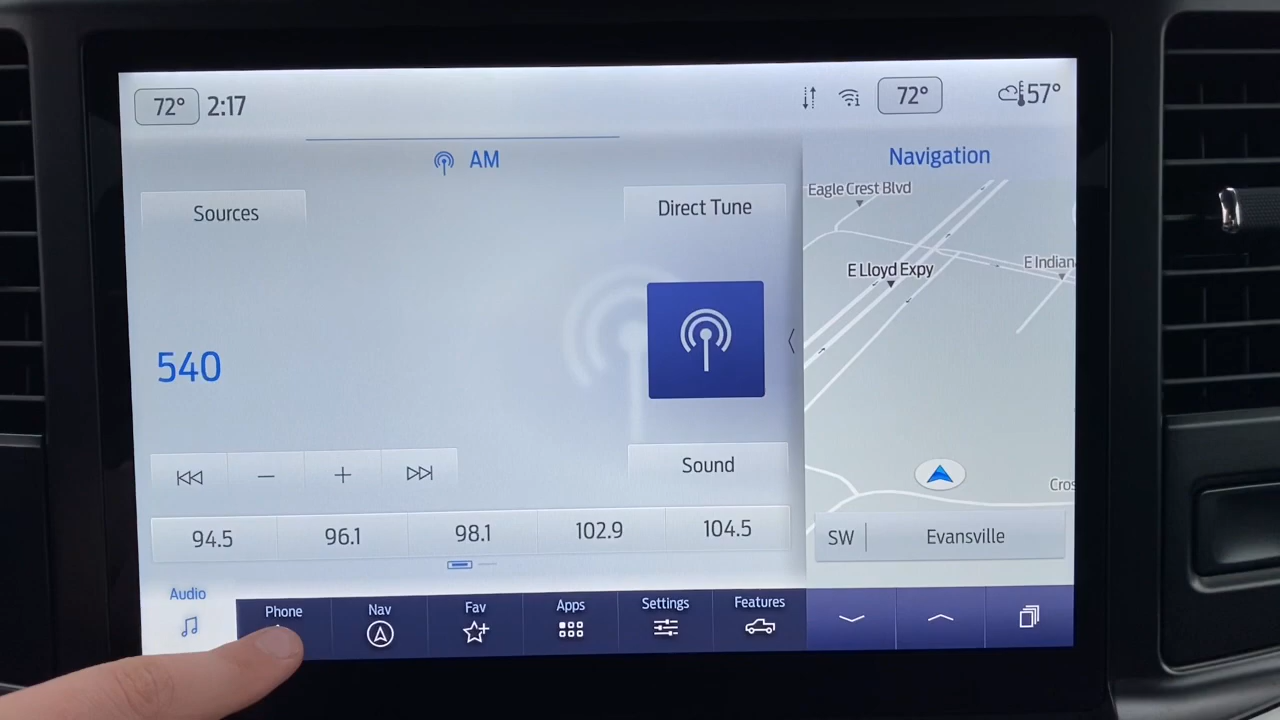 72° 2:17
72°
57°
AM
Navigation
Sources
Direct Tune
Eagle Crest Blvd
E Lloyd Expy
E Indian
540
Sound
Cros
94.5 96.1 98.1 102.9 104.5
SW Evansville
Audio
Phone
Nav
Fav
Apps
Settings
Features